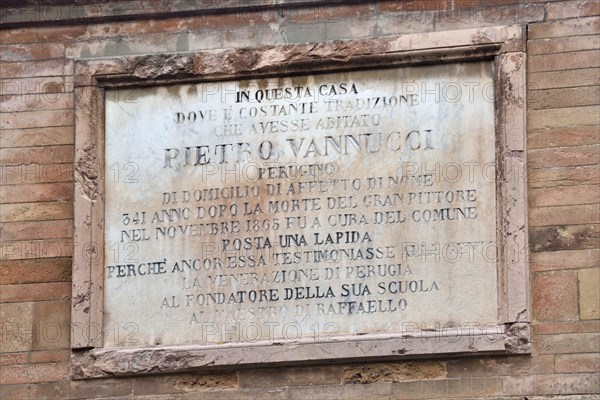 IN QUESTA CASA
DOVE È COSTANTE TRADIZIONE
CHE AVESSE ABITATO
PIETRO VANNUCCI
PERUGINO
DI DOMICILIO DI AFFETTO DI NOME
341 ANNO DOPO LA MORTE DEL GRAN PITTORE
NEL NOVEMBRE 1865 FU A CURA DEL COMUNE
POSTA UNA LAPIDA
PERCHÈ ANCOR ESSA TESTIMONIASSE
LA VENERAZIONE DI PERUGIA
AL FONDATORE DELLA SUA SCUOLA
AL MAESTRO DI RAFFAELLO